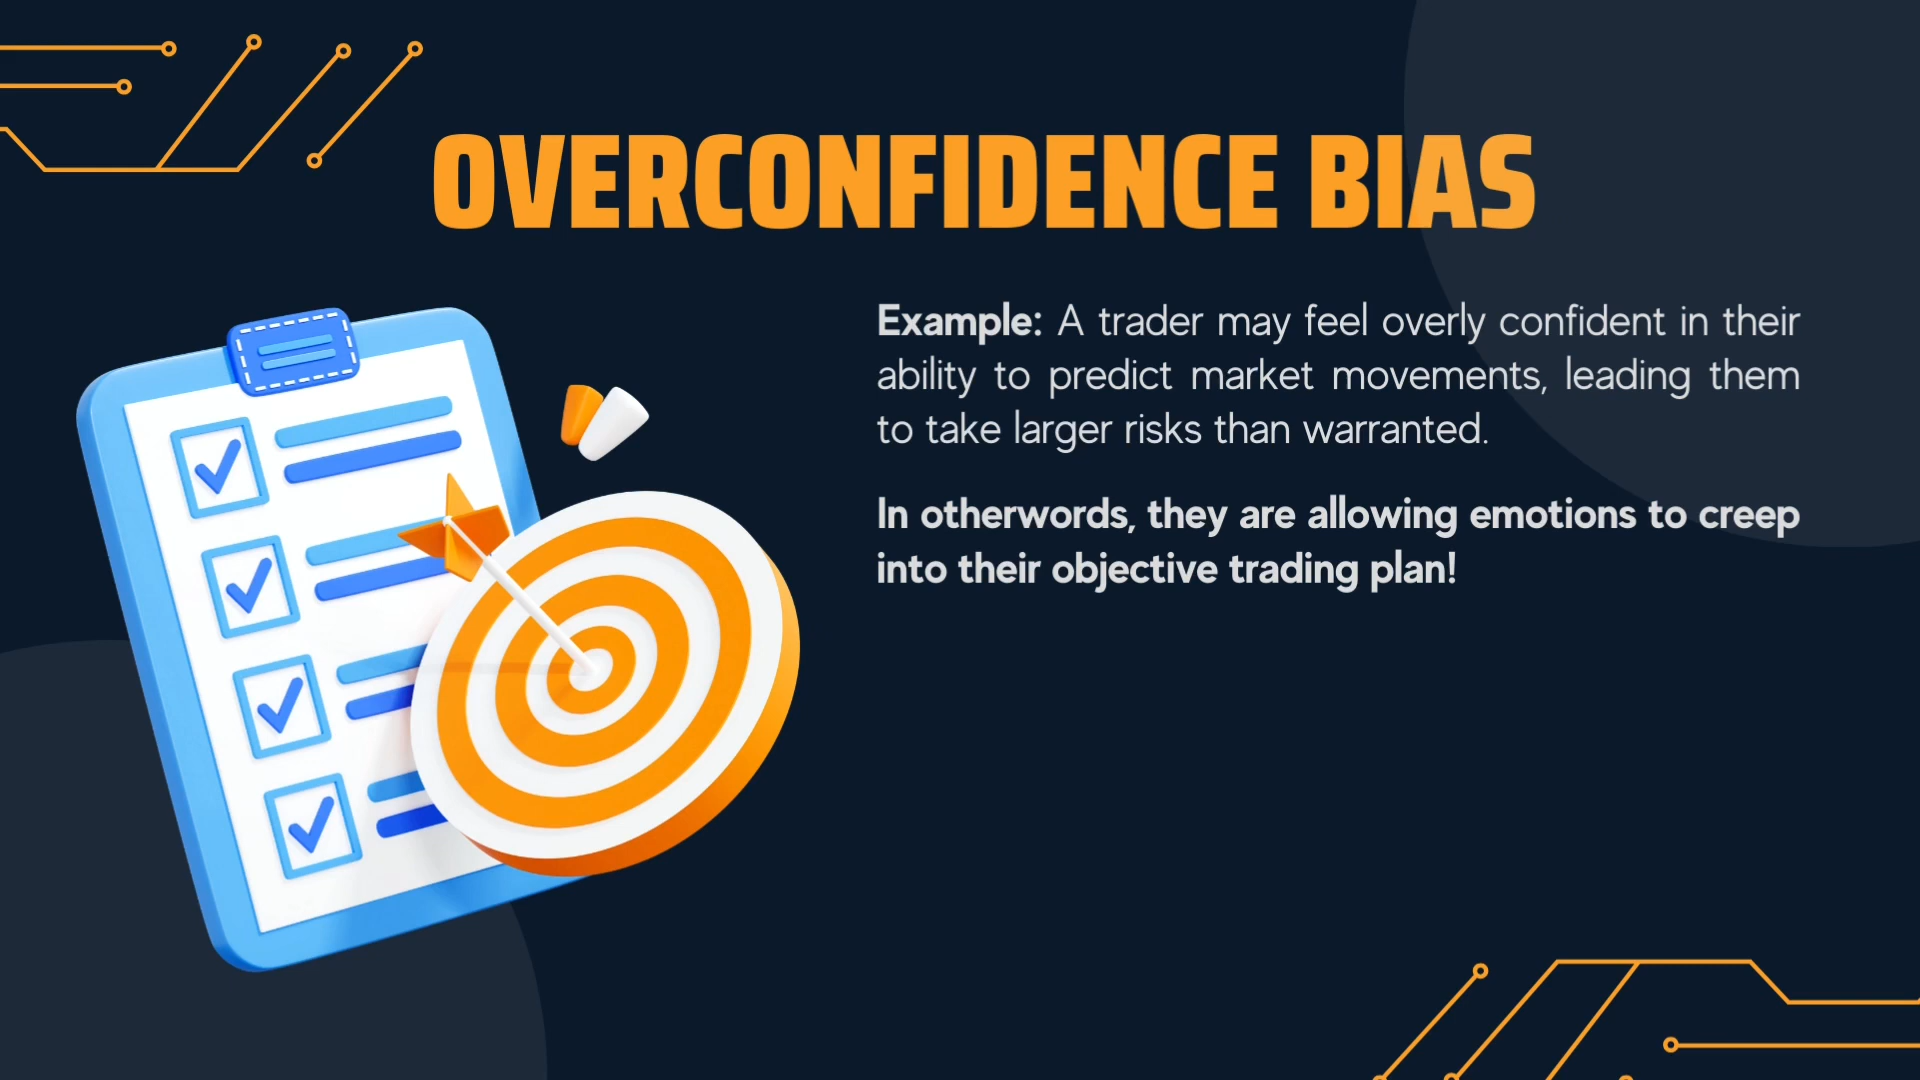 OVERCONFIDENCE BIAS
Example: A trader may feel overly confident in their
ability to predict market movements, leading them
to take larger risks than warranted.
In otherwords, they are allowing emotions to creep
into their objective trading plan!